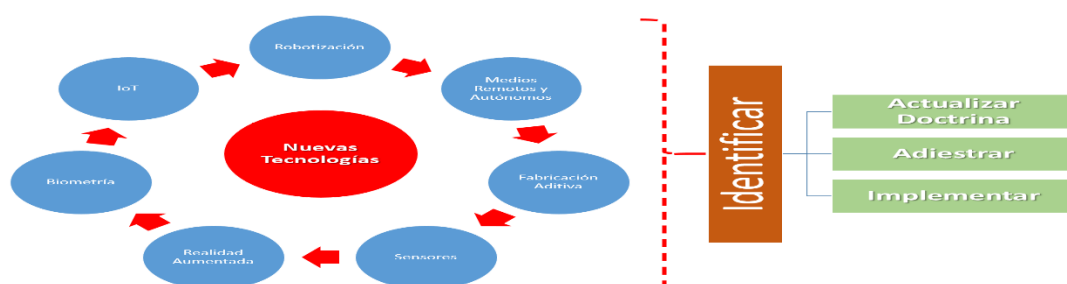 Robotización
Medios
Remotos y
Autónomos
Fabricación
Aditiva
Sensores
Realidad
Aumentada
Biometría
IoT
Nuevas
Tecnologías
Identificar
Actualizar
Doctrina
Adiestrar
Implementar